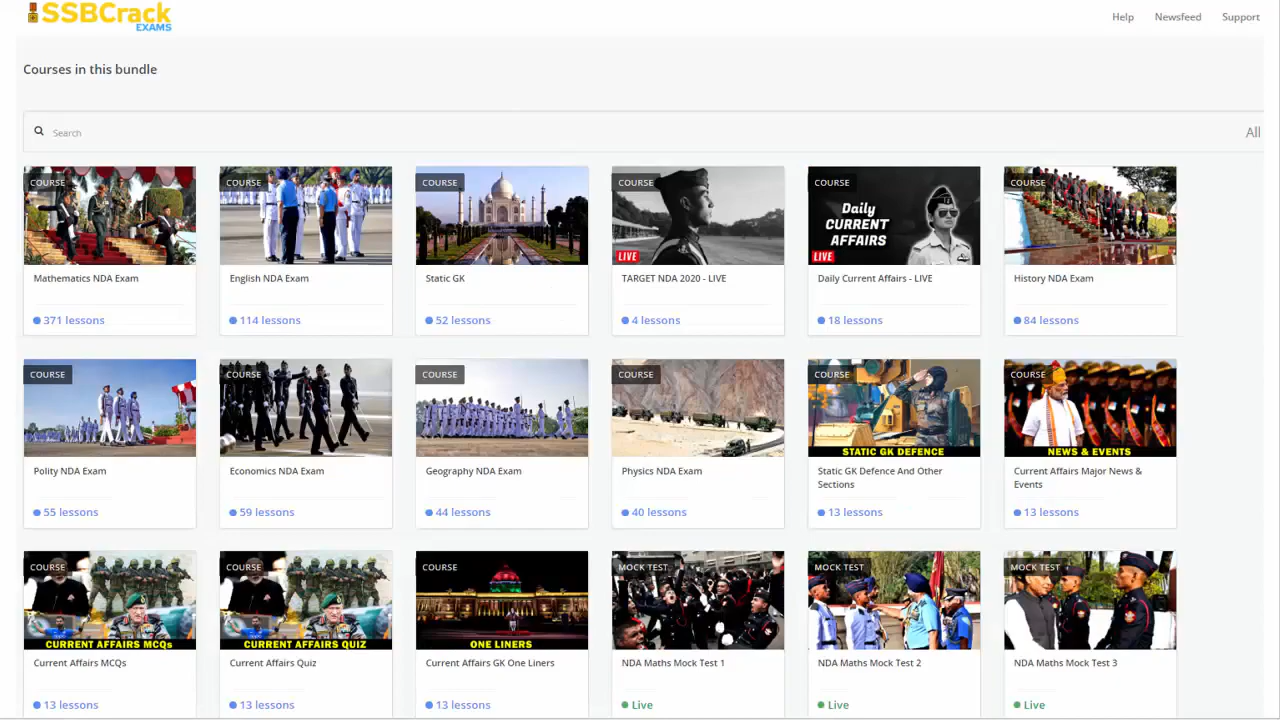 SSBCrack
EXAMS
Help Newsfeed Support
Courses in this bundle
Search All
COURSE COURSE COURSE COURSE COURSE COURSE
LIVE
Daily
CURRENT
AFFAIRS
LIVE
Mathematics NDA Exam English NDA Exam Static GK TARGET NDA 2020 - LIVE Daily Current Affairs - LIVE History NDA Exam
371 lessons 114 lessons 52 lessons 4 lessons 18 lessons 84 lessons
COURSE COURSE COURSE COURSE COURSE COURSE
STATIC GK DEFENCE NEWS & EVENTS
Polity NDA Exam Economics NDA Exam Geography NDA Exam Physics NDA Exam Static GK Defence And Other Current Affairs Major News &
Sections Events
55 lessons 59 lessons 44 lessons 40 lessons 13 lessons 13 lessons
COURSE COURSE COURSE MOCK TEST MOCK TEST MOCK TEST
CURRENT AFFAIRS MCQs CURRENT AFFAIRS QUIZ ONE LINERS
Current Affairs MCQs Current Affairs Quiz Current Affairs GK One Liners NDA Maths Mock Test 1 NDA Maths Mock Test 2 NDA Maths Mock Test 3
13 lessons 13 lessons 13 lessons Live Live Live